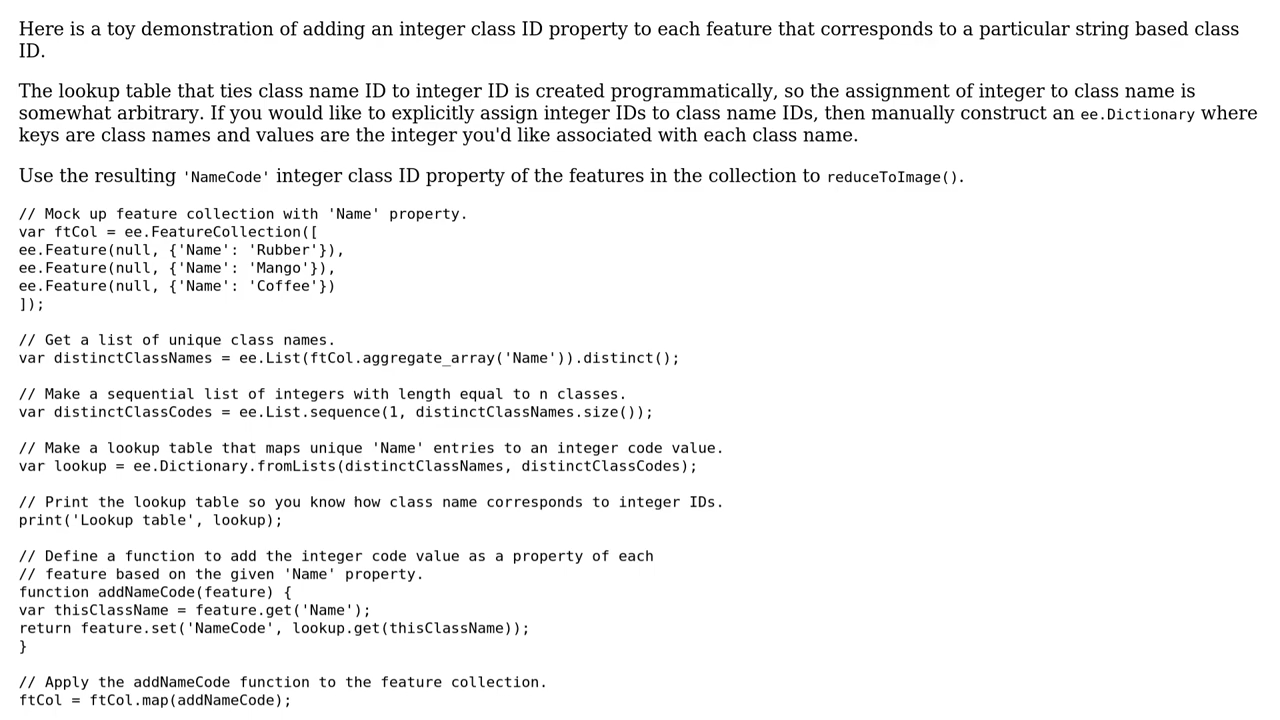 Here is a toy demonstration of adding an integer class ID property to each feature that corresponds to a particular string based class
ID.
The lookup table that ties class name ID to integer ID is created programmatically, so the assignment of integer to class name is
somewhat arbitrary. If you would like to explicitly assign integer IDs to class name IDs, then manually construct an ee.Dictionary where
keys are class names and values are the integer you'd like associated with each class name.
Use the resulting 'NameCode' integer class ID property of the features in the collection to reduceToImage().
// Mock up feature collection with 'Name' property.
var ftCol = ee.FeatureCollection([
ee.Feature(null, {'Name': 'Rubber'}),
ee.Feature(null, {'Name': 'Mango'}),
ee.Feature(null, {'Name': 'Coffee'})
]);
// Get a list of unique class names.
var distinctClassNames = ee.List(ftCol.aggregate_array('Name')).distinct();
// Make a sequential list of integers with length equal to n classes.
var distinctClassCodes = ee.List.sequence(1, distinctClassNames.size());
// Make a lookup table that maps unique 'Name' entries to an integer code value.
var lookup = ee.Dictionary.fromLists(distinctClassNames, distinctClassCodes);
// Print the lookup table so you know how class name corresponds to integer IDs.
print('Lookup table', lookup);
// Define a function to add the integer code value as a property of each
// feature based on the given 'Name' property.
function addNameCode(feature) {
var thisClassName = feature.get('Name');
return feature.set('NameCode', lookup.get(thisClassName));
}
// Apply the addNameCode function to the feature collection.
ftCol = ftCol.map(addNameCode);